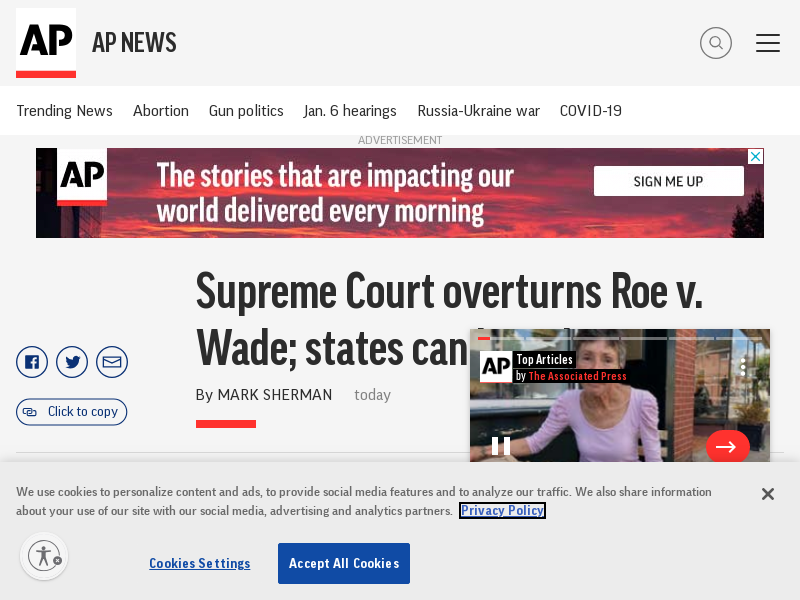 AP
AP NEWS
Trending News Abortion Gun politics Jan. 6 hearings Russia-Ukraine war COVID-19
ADVERTISEMENT
AP
The stories that are impacting our
world delivered every morning
SIGN ME UP
Supreme Court overturns Roe v.
Wade; states can
By MARK SHERMAN today
Click to copy
AP
Top Articles
by The Associated Press
We use cookies to personalize content and ads, to provide social media features and to analyze our traffic. We also share information
about your use of our site with our social media, advertising and analytics partners. Privacy Policy
Cookies Settings
Accept All Cookies